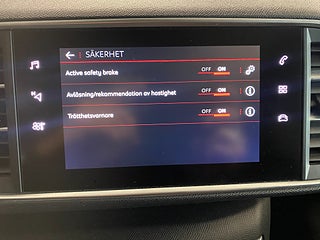 SÄKERHET
Active safety brake OFF ON
Avläsning/rekommendation av hastighet OFF ON
Trötthetsvarnare OFF ON